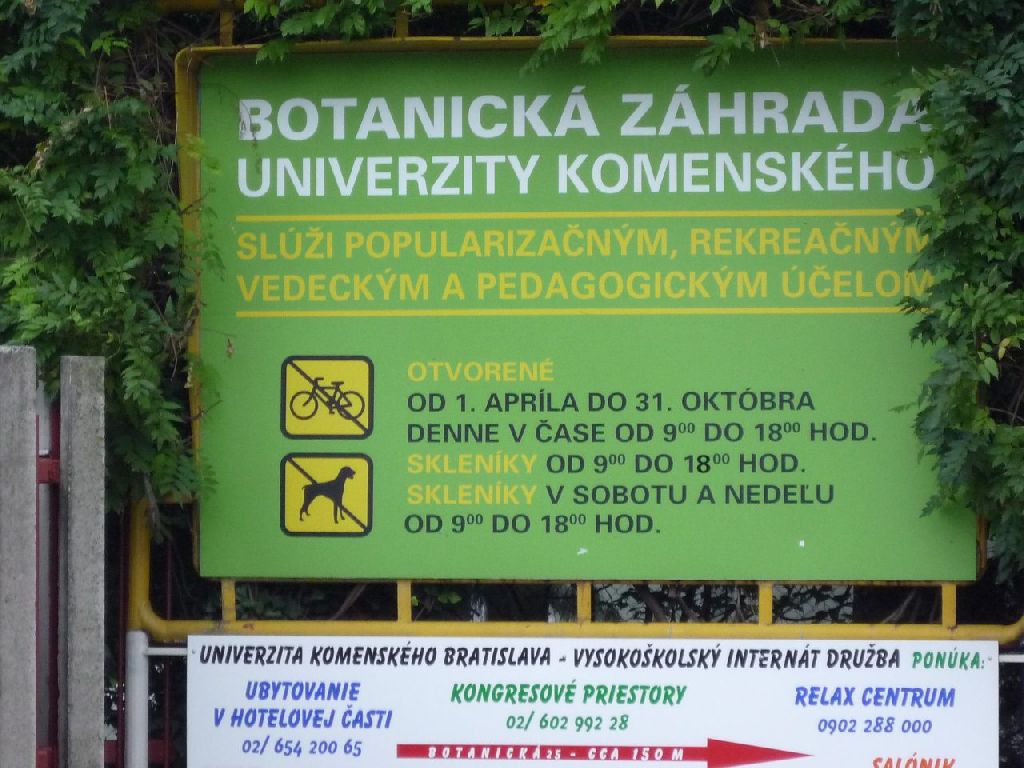 BOTANICKÁ ZÁHRADA
UNIVERZITY KOMENSKÉHO
SLÚŽI POPULARIZAČNÝM, REKREAČNÝM
VEDECKÝM A PEDAGOGICKÝM ÚČELOM
OTVORENÉ
OD 1. APRÍLA DO 31. OKTÓBRA
DENNE V ČASE OD 9⁰⁰ DO 18⁰⁰ HOD.
SKLENÍKY OD 9⁰⁰ DO 18⁰⁰ HOD.
SKLENÍKY V SOBOTU A NEDEĽU
OD 9⁰⁰ DO 18⁰⁰ HOD.
UNIVERZITA KOMENSKÉHO BRATISLAVA - VYSOKOŠKOLSKÝ INTERNÁT DRUŽBA PONÚKA:
UBYTOVANIE
V HOTELOVEJ ČASTI
02/ 654 200 65
KONGRESOVÉ PRIESTORY
02/ 602 992 28
RELAX CENTRUM
0902 288 000
BOTANICKÁ 25 - CCA 150 M
SALÓNIK